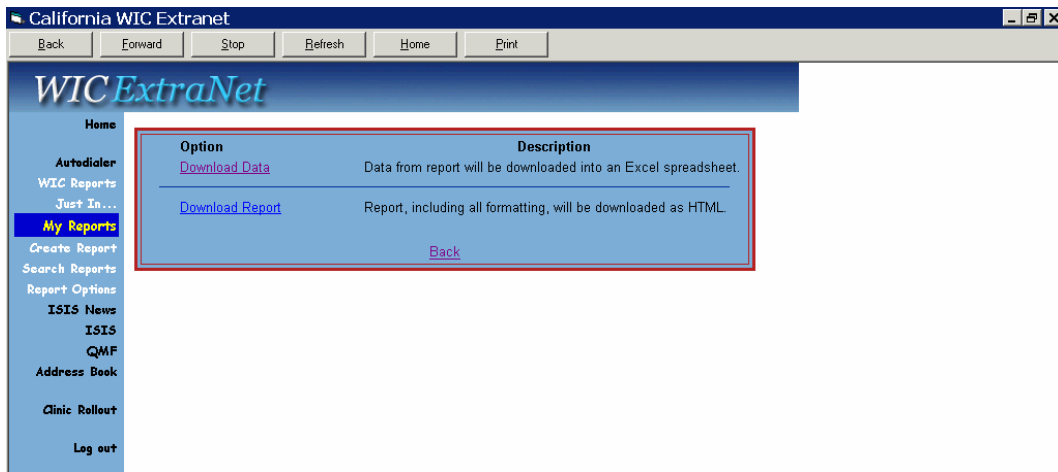 California WIC Extranet
Back Forward Stop Refresh Home Print
WIC ExtraNet
Home
Autodialer
WIC Reports
Just In...
My Reports
Create Report
Search Reports
Report Options
ISIS News
ISIS
QMF
Address Book
Clinic Rollout
Log out
Option Description
Download Data Data from report will be downloaded into an Excel spreadsheet.
Download Report Report, including all formatting, will be downloaded as HTML.
Back